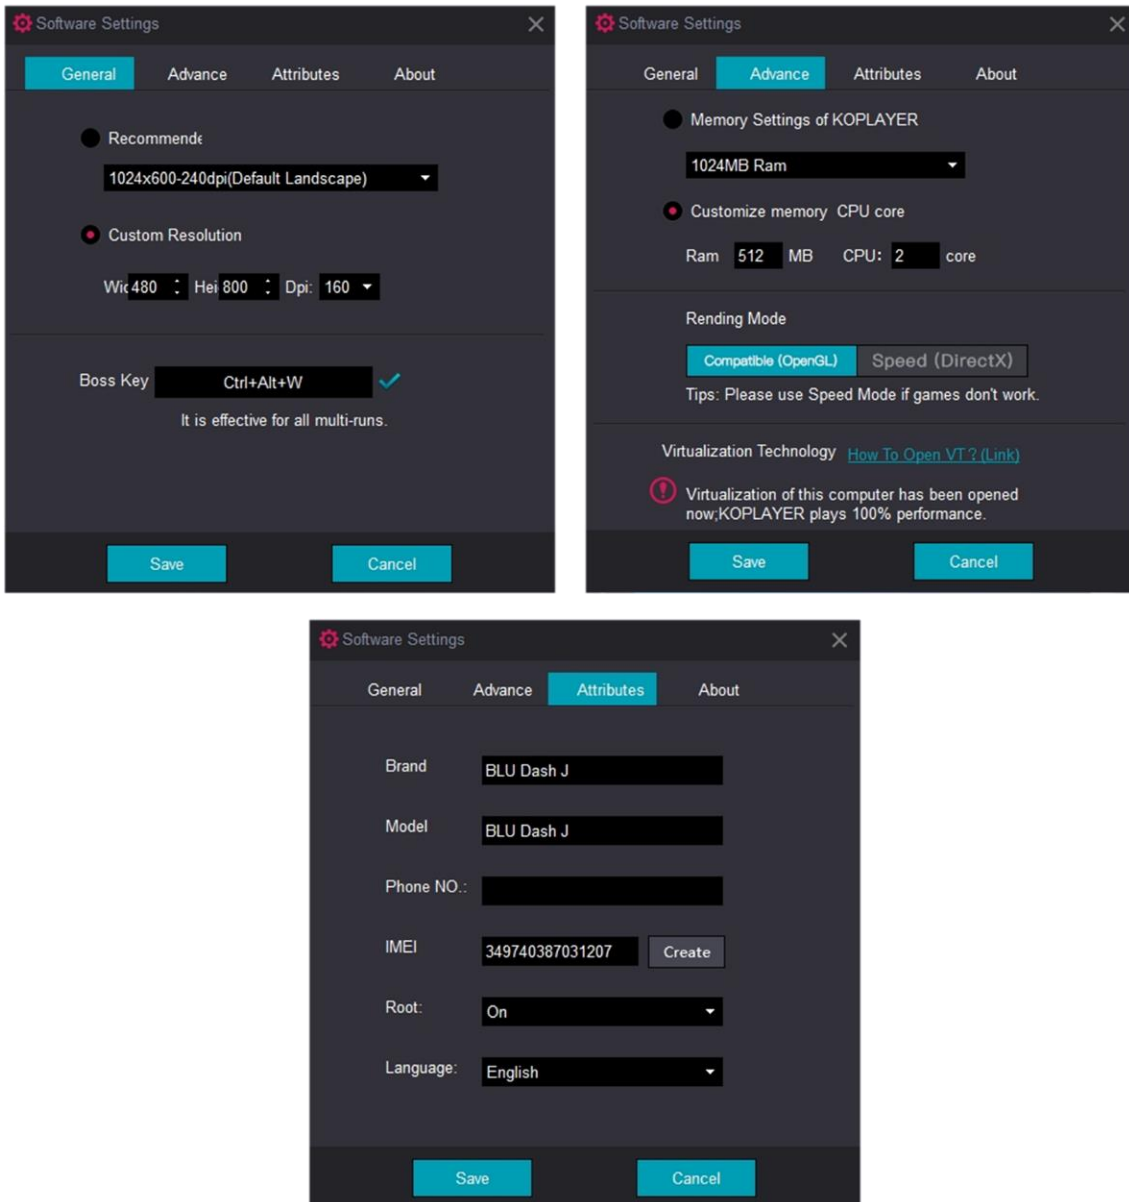 Software Settings
General Advance Attributes About
Recommende
1024x600-240dpi(Default Landscape)
Custom Resolution
Wic 480 Hei 800 Dpi: 160
Boss Key Ctrl+Alt+W
It is effective for all multi-runs.
Save Cancel
Software Settings
General Advance Attributes About
Memory Settings of KOPLAYER
1024MB Ram
Customize memory CPU core
Ram 512 MB CPU: 2 core
Rending Mode
Compatible (OpenGL) Speed (DirectX)
Tips: Please use Speed Mode if games don't work.
Virtualization Technology How To Open VT? (Link)
Virtualization of this computer has been opened
now;KOPLAYER plays 100% performance.
Save Cancel
Software Settings
General Advance Attributes About
Brand BLU Dash J
Model BLU Dash J
Phone NO.:
IMEI 349740387031207 Create
Root: On
Language: English
Save Cancel